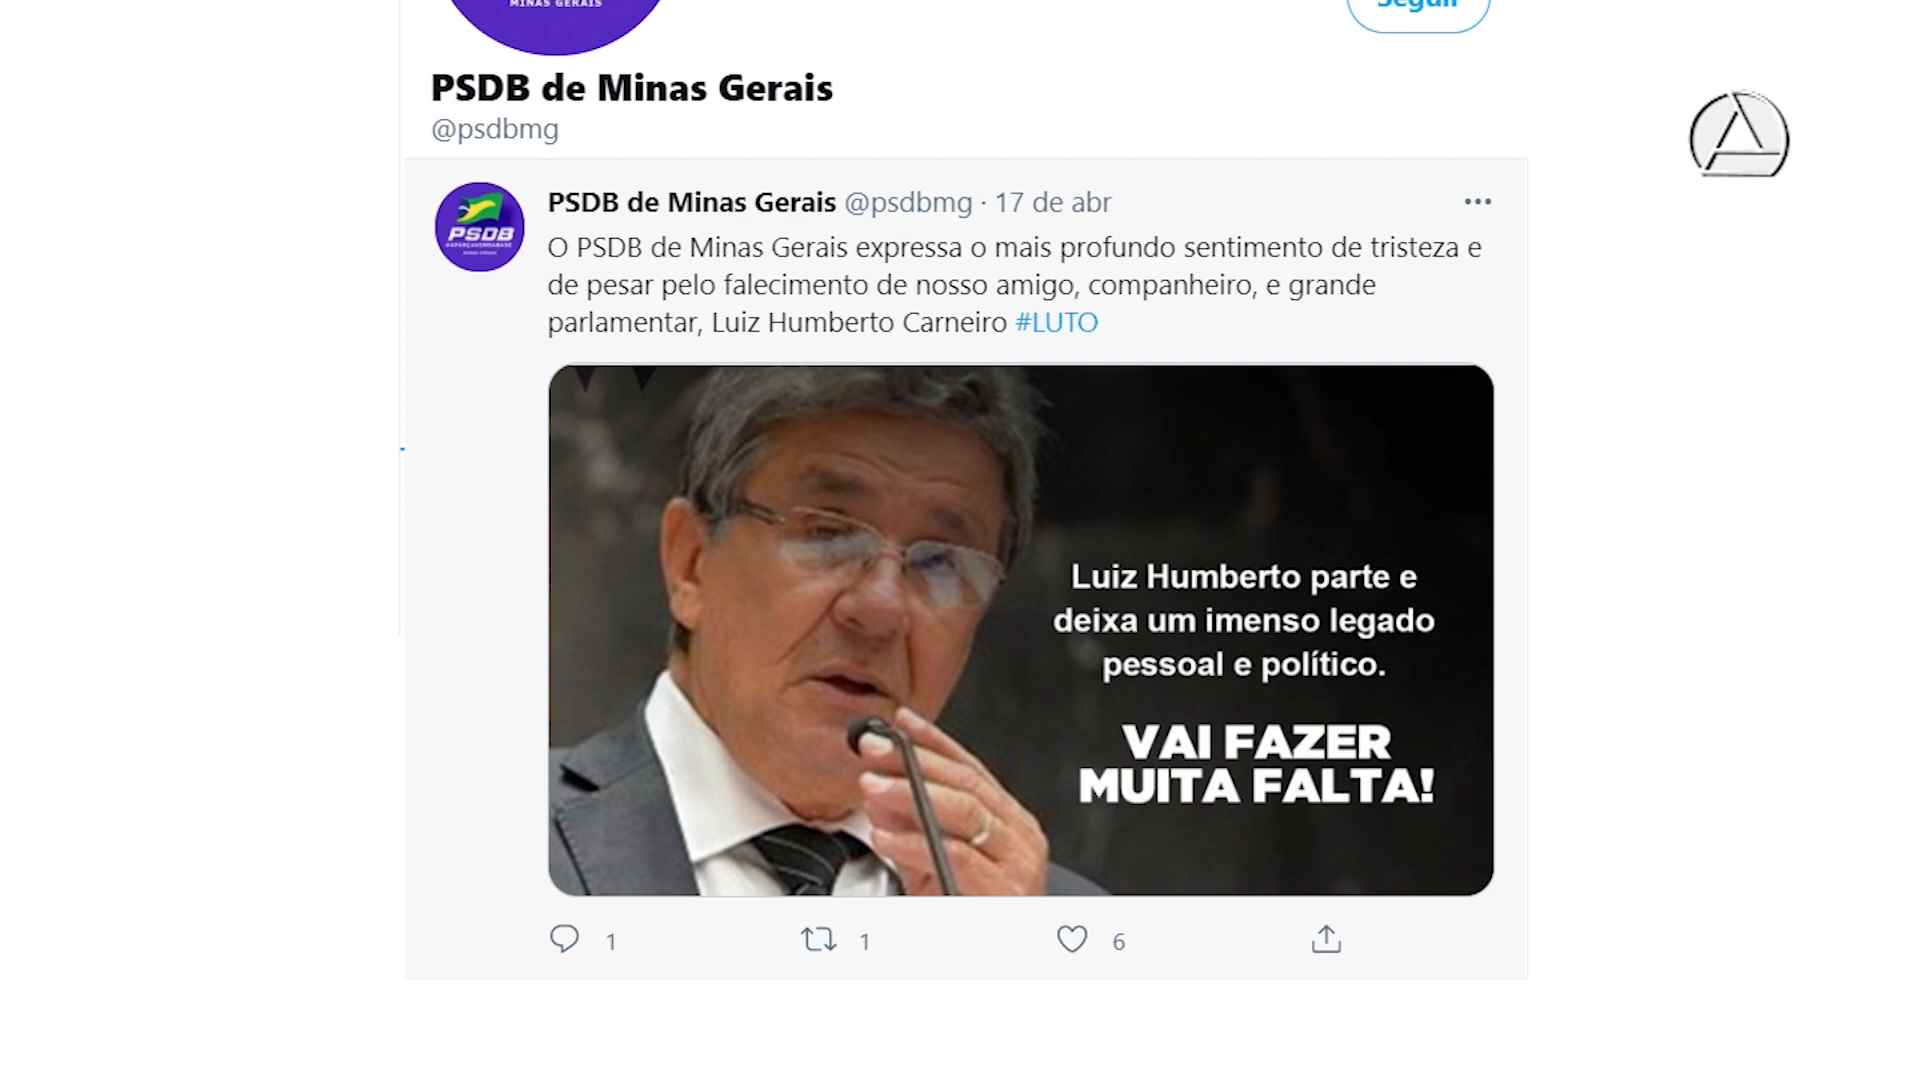 MINAS GERAIS
Seguir
PSDB de Minas Gerais
@psdbmg
PSDB de Minas Gerais @psdbmg · 17 de abr
PSDB
O PSDB de Minas Gerais expressa o mais profundo sentimento de tristeza e
de pesar pelo falecimento de nosso amigo, companheiro, e grande
parlamentar, Luiz Humberto Carneiro #LUTO
Luiz Humberto parte e
deixa um imenso legado
pessoal e político.
VAI FAZER
MUITA FALTA!
1
1
6